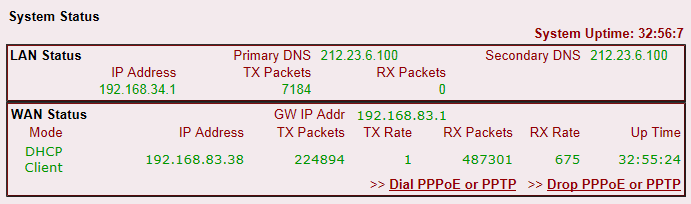 System Status
System Uptime: 32:56:7
LAN Status Primary DNS 212.23.6.100 Secondary DNS 212.23.6.100
IP Address TX Packets RX Packets
192.168.34.1 7184 0
WAN Status GW IP Addr 192.168.83.1
Mode IP Address TX Packets TX Rate RX Packets RX Rate Up Time
DHCP
Client 192.168.83.38 224894 1 487301 675 32:55:24
>> Dial PPPoE or PPTP >> Drop PPPoE or PPTP